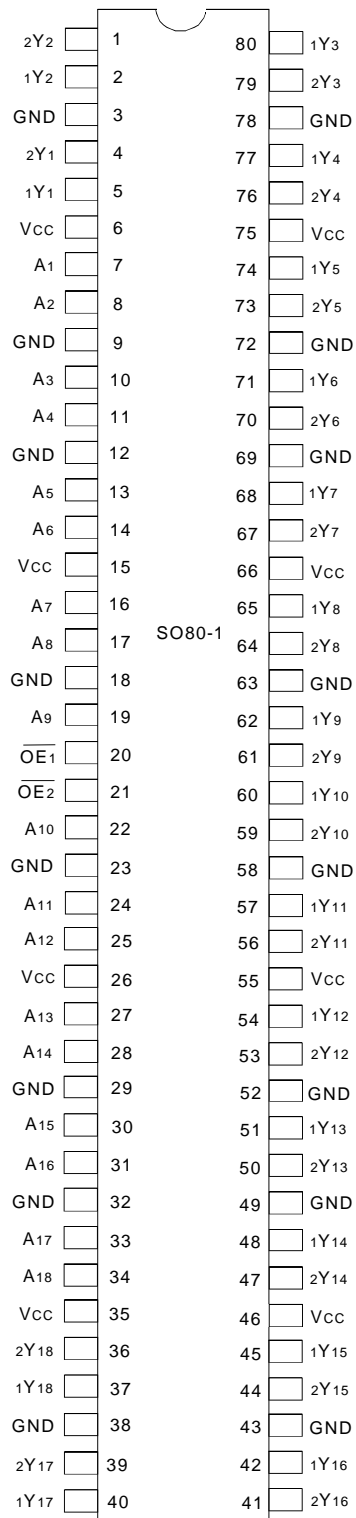 2Y2 1 80 1Y3
1Y2 2 79 2Y3
GND 3 78 GND
2Y1 4 77 1Y4
1Y1 5 76 2Y4
VCC 6 75 VCC
A1 7 74 1Y5
A2 8 73 2Y5
GND 9 72 GND
A3 10 71 1Y6
A4 11 70 2Y6
GND 12 69 GND
A5 13 68 1Y7
A6 14 67 2Y7
VCC 15 66 VCC
A7 16 65 1Y8
A8 17 SO80-1 64 2Y8
GND 18 63 GND
A9 19 62 1Y9
OE1 20 61 2Y9
OE2 21 60 1Y10
A10 22 59 2Y10
GND 23 58 GND
A11 24 57 1Y11
A12 25 56 2Y11
VCC 26 55 VCC
A13 27 54 1Y12
A14 28 53 2Y12
GND 29 52 GND
A15 30 51 1Y13
A16 31 50 2Y13
GND 32 49 GND
A17 33 48 1Y14
A18 34 47 2Y14
VCC 35 46 VCC
2Y18 36 45 1Y15
1Y18 37 44 2Y15
GND 38 43 GND
2Y17 39 42 1Y16
1Y17 40 41 2Y16